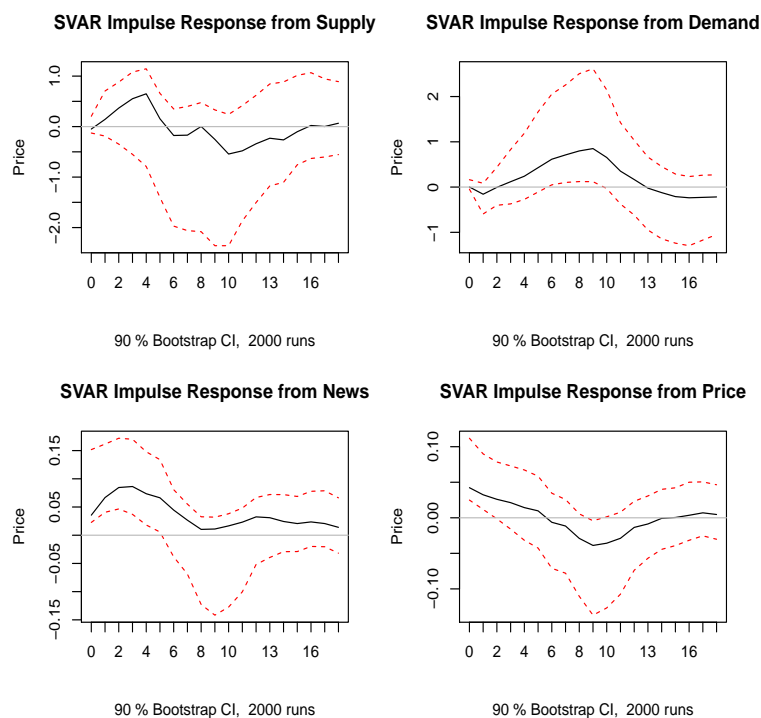 SVAR Impulse Response from Supply
Price
1.0
0.0
−1.0
−2.0
0 2 4 6 8 10 13 16
90 % Bootstrap CI, 2000 runs
SVAR Impulse Response from Demand
Price
2
1
0
−1
0 2 4 6 8 10 13 16
90 % Bootstrap CI, 2000 runs
SVAR Impulse Response from News
Price
0.15
0.05
−0.05
−0.15
0 2 4 6 8 10 13 16
90 % Bootstrap CI, 2000 runs
SVAR Impulse Response from Price
Price
0.10
0.00
−0.10
0 2 4 6 8 10 13 16
90 % Bootstrap CI, 2000 runs